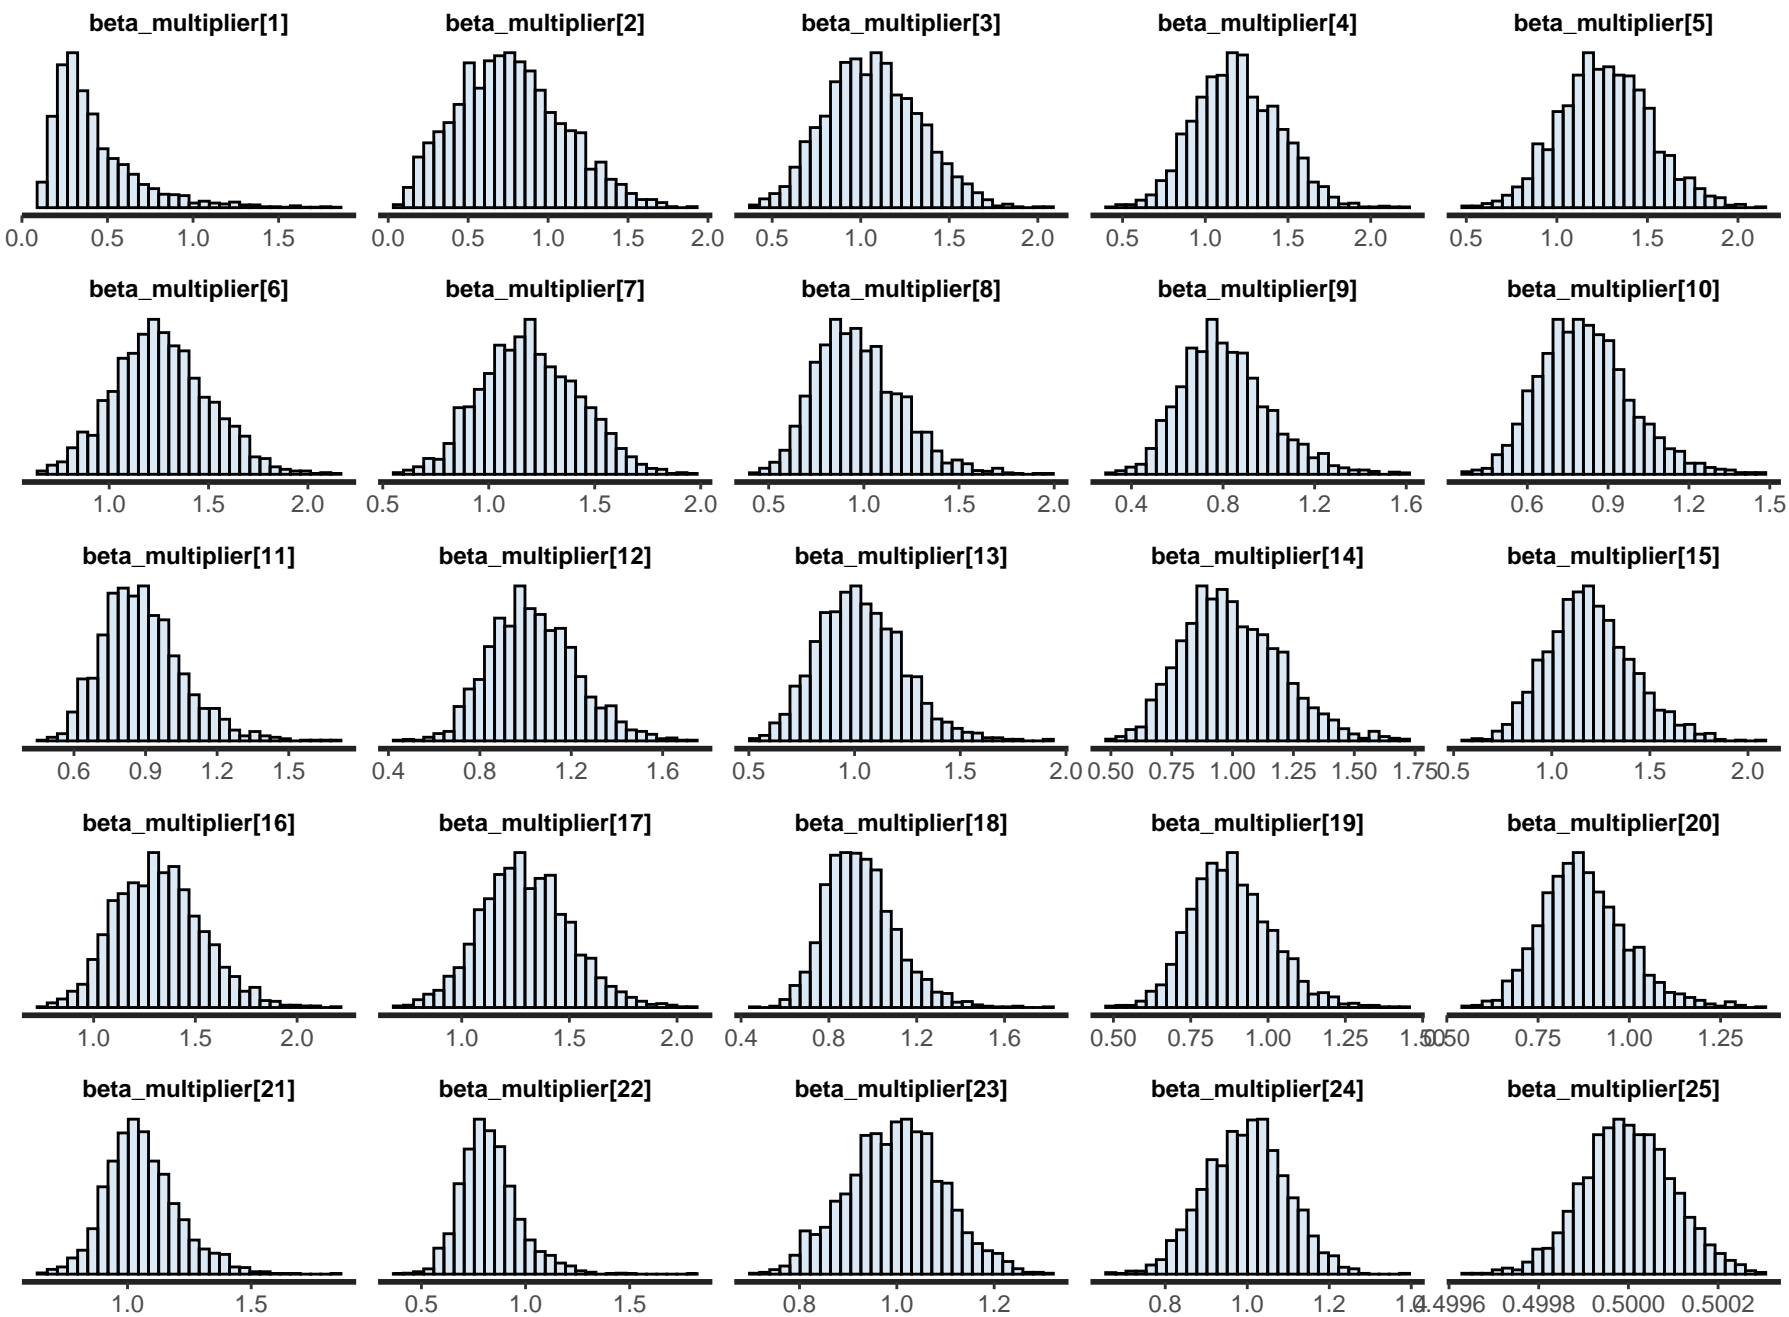 beta_multiplier[1] beta_multiplier[2] beta_multiplier[3] beta_multiplier[4] beta_multiplier[5]
0.0 0.5 1.0 1.5 0.0 0.5 1.0 1.5 2.0 0.5 1.0 1.5 2.0 0.5 1.0 1.5 2.0 0.5 1.0 1.5 2.0
beta_multiplier[6] beta_multiplier[7] beta_multiplier[8] beta_multiplier[9] beta_multiplier[10]
1.0 1.5 2.0 0.5 1.0 1.5 2.0 0.5 1.0 1.5 2.0 0.4 0.8 1.2 1.6 0.6 0.9 1.2 1.5
beta_multiplier[11] beta_multiplier[12] beta_multiplier[13] beta_multiplier[14] beta_multiplier[15]
0.6 0.9 1.2 1.5 0.4 0.8 1.2 1.6 0.5 1.0 1.5 2.0 0.50 0.75 1.00 1.25 1.50 1.75 0.5 1.0 1.5 2.0
beta_multiplier[16] beta_multiplier[17] beta_multiplier[18] beta_multiplier[19] beta_multiplier[20]
1.0 1.5 2.0 1.0 1.5 2.0 0.4 0.8 1.2 1.6 0.50 0.75 1.00 1.25 1.50 0.50 0.75 1.00 1.25
beta_multiplier[21] beta_multiplier[22] beta_multiplier[23] beta_multiplier[24] beta_multiplier[25]
1.0 1.5 0.5 1.0 1.5 0.8 1.0 1.2 0.8 1.0 1.2 1.4 0.4996 0.4998 0.5000 0.5002